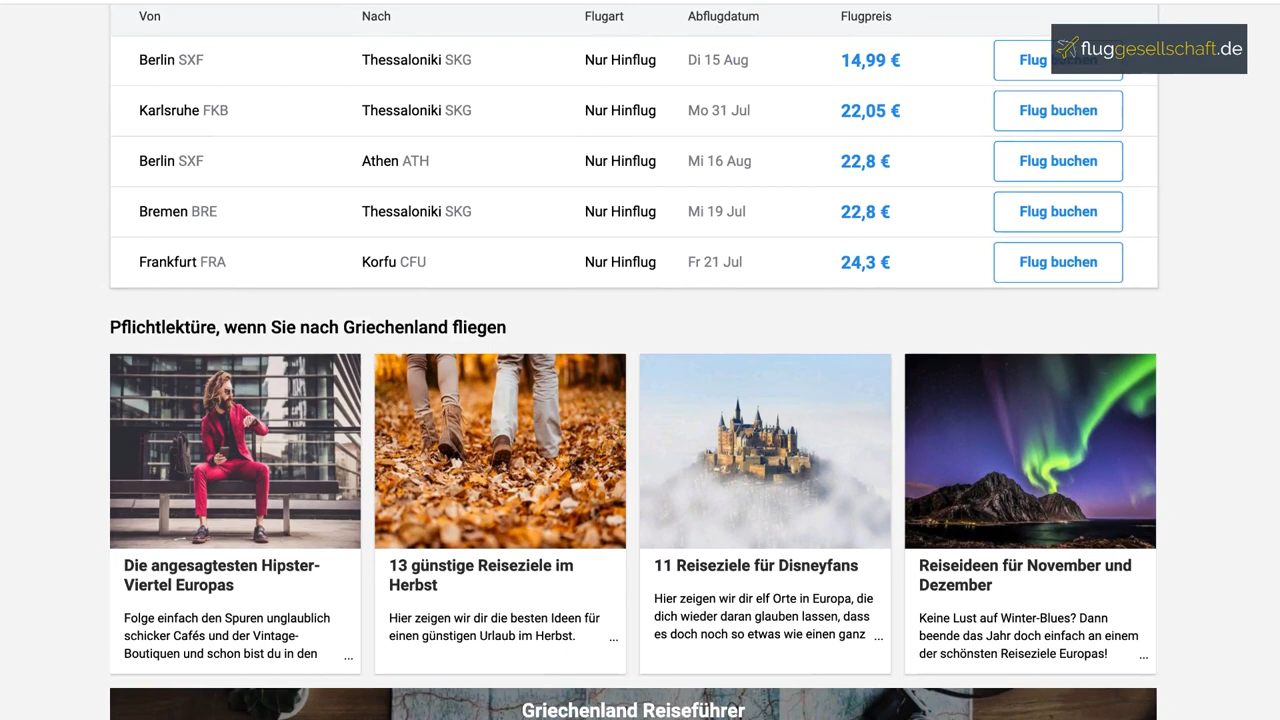 Von Nach Flugart Abflugdatum Flugpreis
fluggesellschaft.de
Berlin SXF Thessaloniki SKG Nur Hinflug Di 15 Aug 14,99 € Flug
Karlsruhe FKB Thessaloniki SKG Nur Hinflug Mo 31 Jul 22,05 € Flug buchen
Berlin SXF Athen ATH Nur Hinflug Mi 16 Aug 22,8 € Flug buchen
Bremen BRE Thessaloniki SKG Nur Hinflug Mi 19 Jul 22,8 € Flug buchen
Frankfurt FRA Korfu CFU Nur Hinflug Fr 21 Jul 24,3 € Flug buchen
Pflichtlektüre, wenn Sie nach Griechenland fliegen
Die angesagtesten Hipster-
Viertel Europas
Folge einfach den Spuren unglaublich
schicker Cafés und der Vintage-
Boutiquen und schon bist du in den ...
13 günstige Reiseziele im
Herbst
Hier zeigen wir dir die besten Ideen für
einen günstigen Urlaub im Herbst. ...
11 Reiseziele für Disneyfans
Hier zeigen wir dir elf Orte in Europa, die
dich wieder daran glauben lassen, dass
es doch noch so etwas wie einen ganz ...
Reiseideen für November und
Dezember
Keine Lust auf Winter-Blues? Dann
beende das Jahr doch einfach an einem
der schönsten Reiseziele Europas! ...
Griechenland Reiseführer